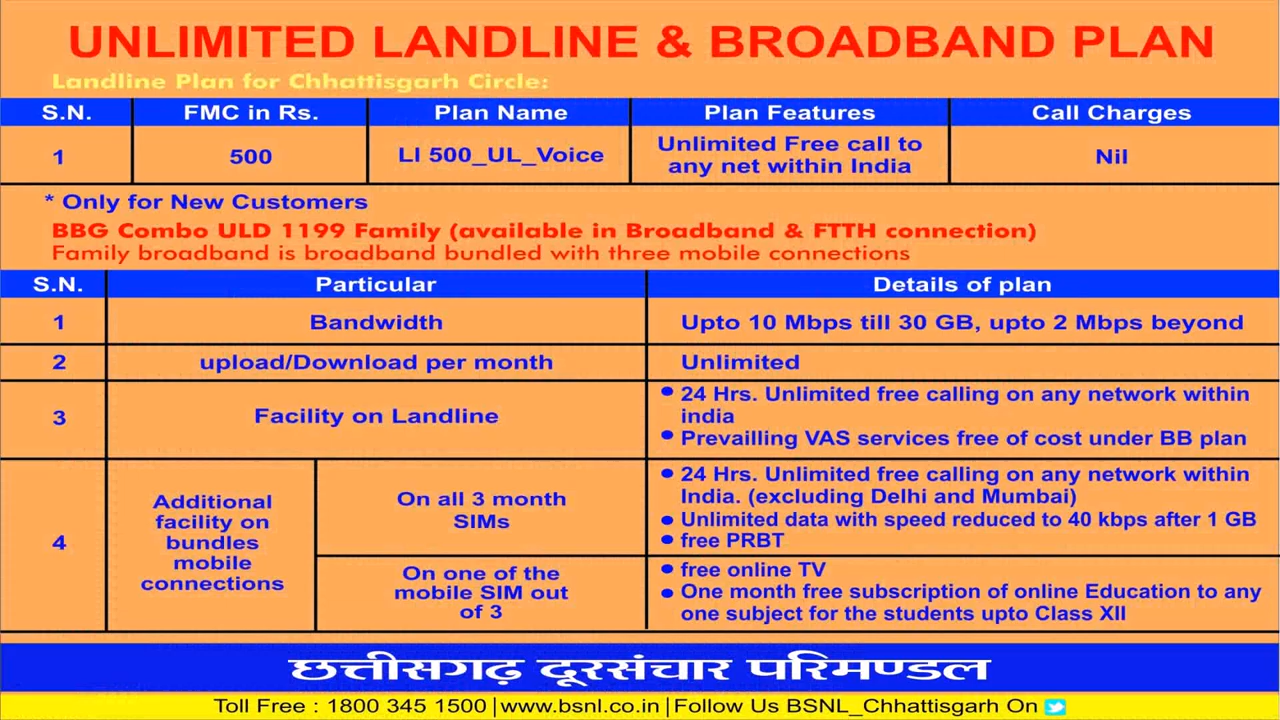 UNLIMITED LANDLINE & BROADBAND PLAN
Landline Plan for Chhattisgarh Circle:
S.N. FMC in Rs. Plan Name Plan Features Call Charges
1 500 LI 500_UL_Voice Unlimited Free call to
any net within India Nil
* Only for New Customers
BBG Combo ULD 1199 Family (available in Broadband & FTTH connection)
Family broadband is broadband bundled with three mobile connections
S.N. Particular Details of plan
1 Bandwidth Upto 10 Mbps till 30 GB, upto 2 Mbps beyond
2 upload/Download per month Unlimited
3 Facility on Landline
• 24 Hrs. Unlimited free calling on any network within
india
• Prevailling VAS services free of cost under BB plan
4
Additional
facility on
bundles
mobile
connections
On all 3 month
SIMs
• 24 Hrs. Unlimited free calling on any network within
India. (excluding Delhi and Mumbai)
• Unlimited data with speed reduced to 40 kbps after 1 GB
• free PRBT
On one of the
mobile SIM out
of 3
• free online TV
• One month free subscription of online Education to any
one subject for the students upto Class XII
छत्तीसगढ़ दूरसंचार परिमण्डल
Toll Free : 1800 345 1500|www.bsnl.co.in|Follow Us BSNL_Chhattisgarh On